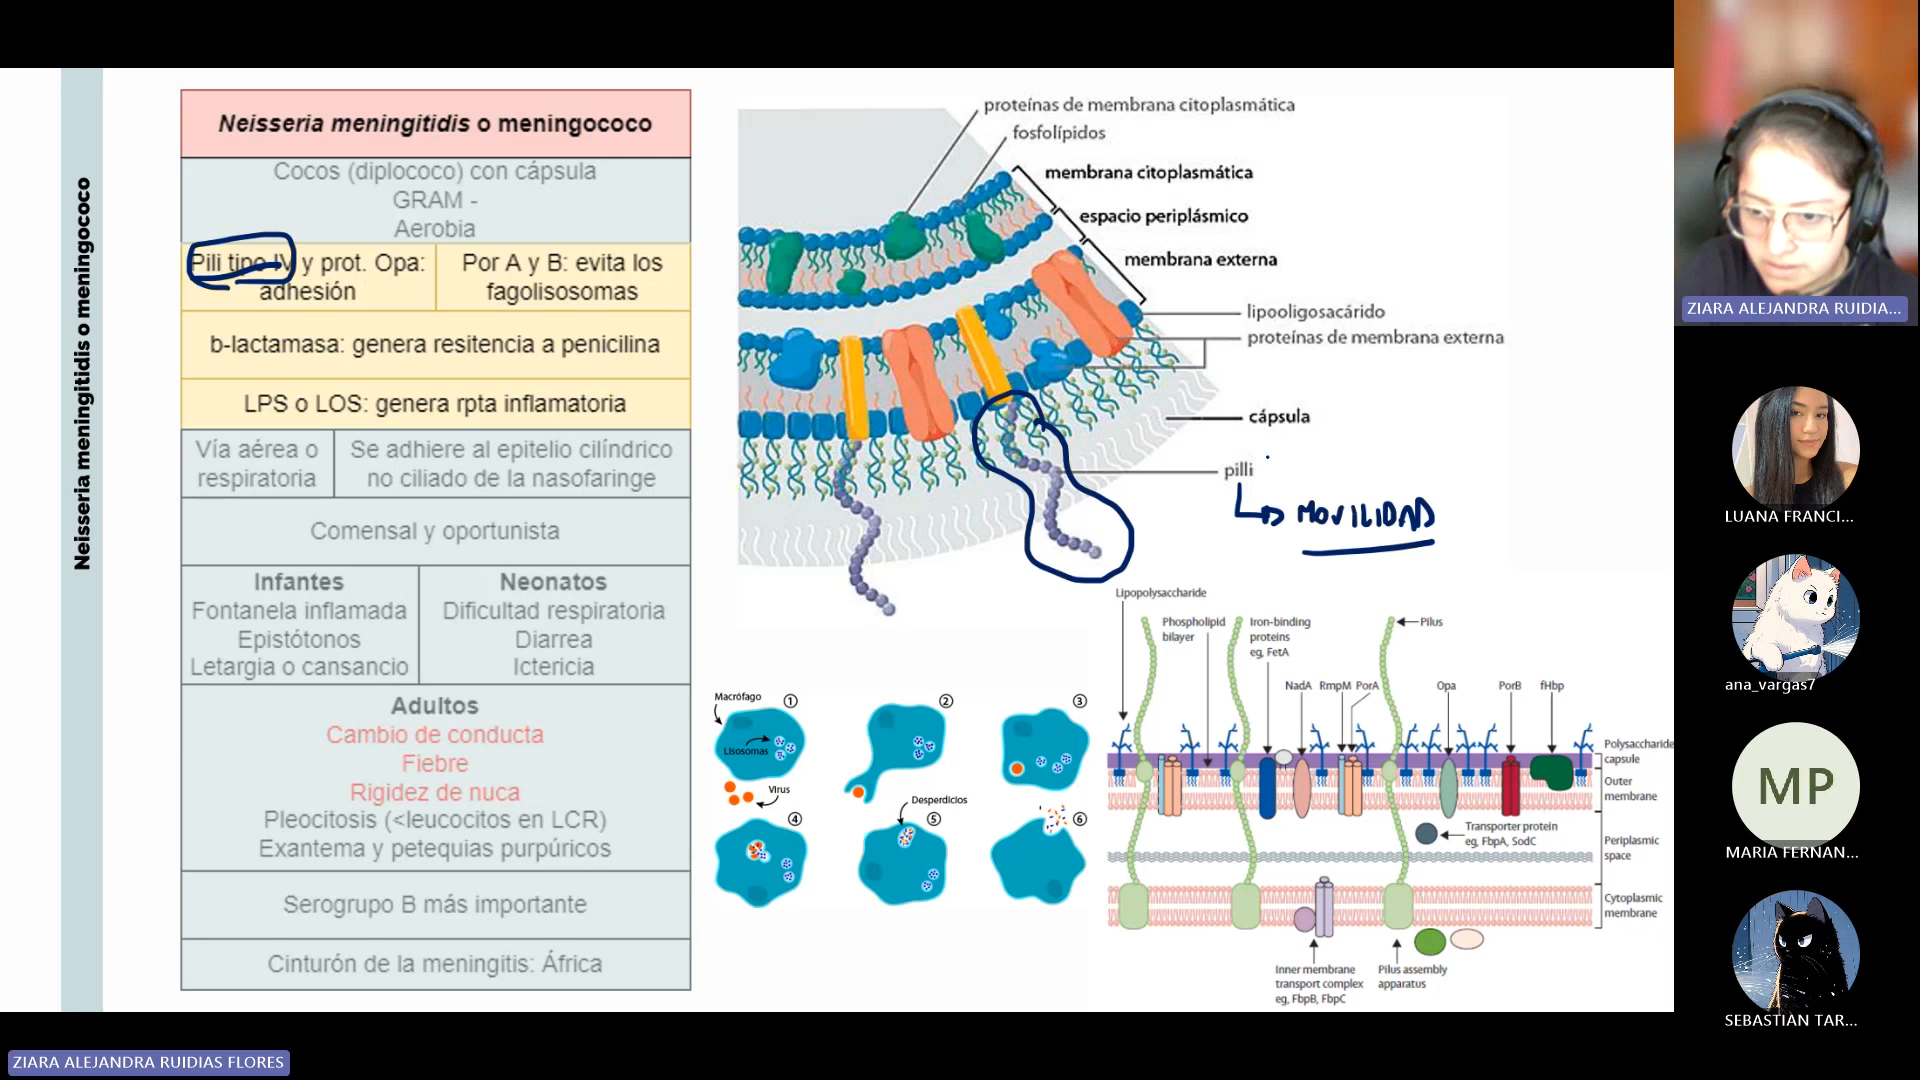 Neisseria meningitidis o meningococo
Neisseria meningitidis o meningococo
Cocos (diplococo) con cápsula
GRAM -
Aerobia
Pili tipo IV y prot. Opa:
adhesión
Por A y B: evita los
fagolisosomas
b-lactamasa: genera resitencia a penicilina
LPS o LOS: genera rpta inflamatoria
Vía aérea o
respiratoria
Se adhiere al epitelio cilíndrico
no ciliado de la nasofaringe
Comensal y oportunista
Infantes
Fontanela inflamada
Epistótonos
Letargia o cansancio
Neonatos
Dificultad respiratoria
Diarrea
Ictericia
Adultos
Cambio de conducta
Fiebre
Rigidez de nuca
Pleocitosis (<leucocitos en LCR)
Exantema y petequias purpúricos
Serogrupo B más importante
Cinturón de la meningitis: África
proteínas de membrana citoplasmática
fosfolípidos
membrana citoplasmática
espacio periplásmico
membrana externa
lipooligosacárido
proteínas de membrana externa
cápsula
pilli
MOVILIDAD
Macrófago
Lisosomas
Virus
Desperdicios
1
2
3
4
5
6
Lipopolysaccharide
Phospholipid
bilayer
Iron-binding
proteins
eg, FetA
Pilus
NadA
RmpM
PorA
Opa
PorB
fHbp
Polysaccharide
capsule
Outer
membrane
Transporter protein
eg, FbpA, SodC
Periplasmic
space
Cytoplasmic
membrane
Inner membrane
transport complex
eg, FbpB, FbpC
Pilus assembly
apparatus
ZIARA ALEJANDRA RUIDIA...
LUANA FRANCI...
ana_vargas7
MP
MARIA FERNAN...
SEBASTIAN TAR...
ZIARA ALEJANDRA RUIDIAS FLORES